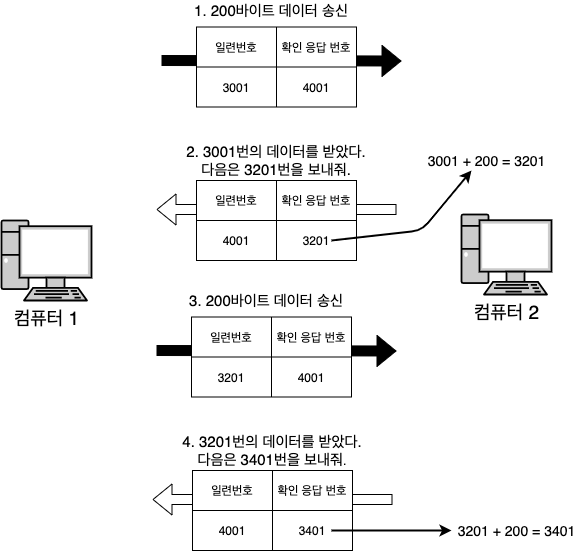 1. 200바이트 데이터 송신
일련번호 확인 응답 번호
3001 4001
2. 3001번의 데이터를 받았다.
다음은 3201번을 보내줘.
3001 + 200 = 3201
일련번호 확인 응답 번호
4001 3201
컴퓨터 1
컴퓨터 2
3. 200바이트 데이터 송신
일련번호 확인 응답 번호
3201 4001
4. 3201번의 데이터를 받았다.
다음은 3401번을 보내줘.
일련번호 확인 응답 번호
4001 3401
3201 + 200 = 3401